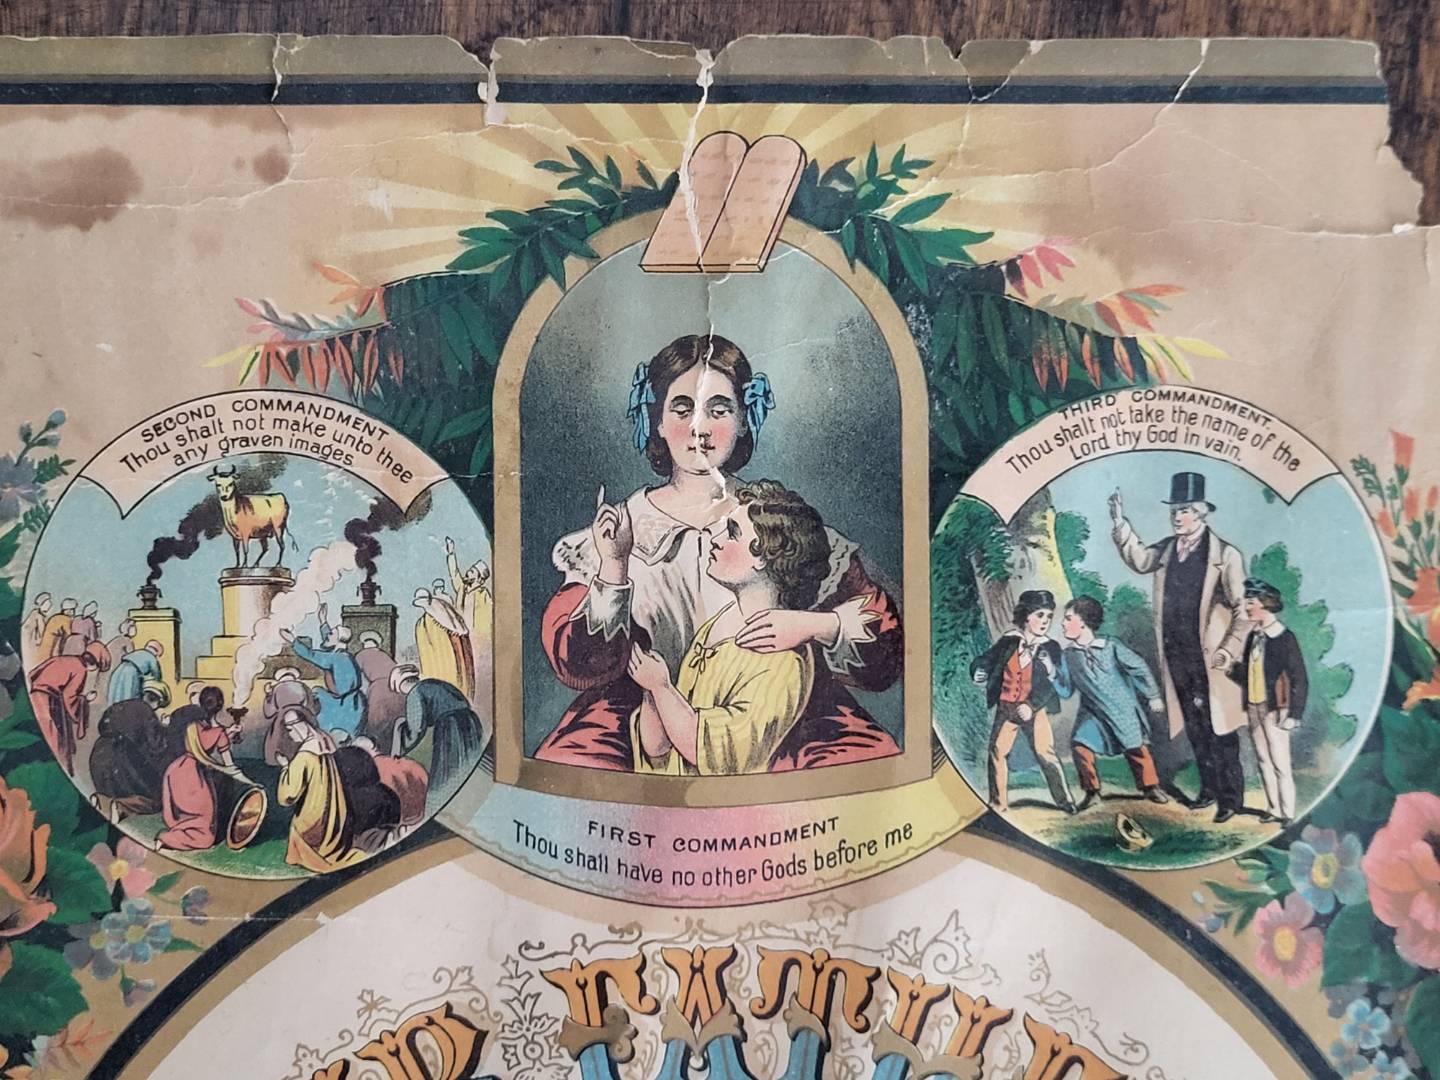 SECOND COMMANDMENT
Thou shalt not make unto thee
any graven images.
THIRD COMMANDMENT.
Thou shalt not take the name of the
Lord thy God in vain.
FIRST COMMANDMENT
Thou shall have no other Gods before me